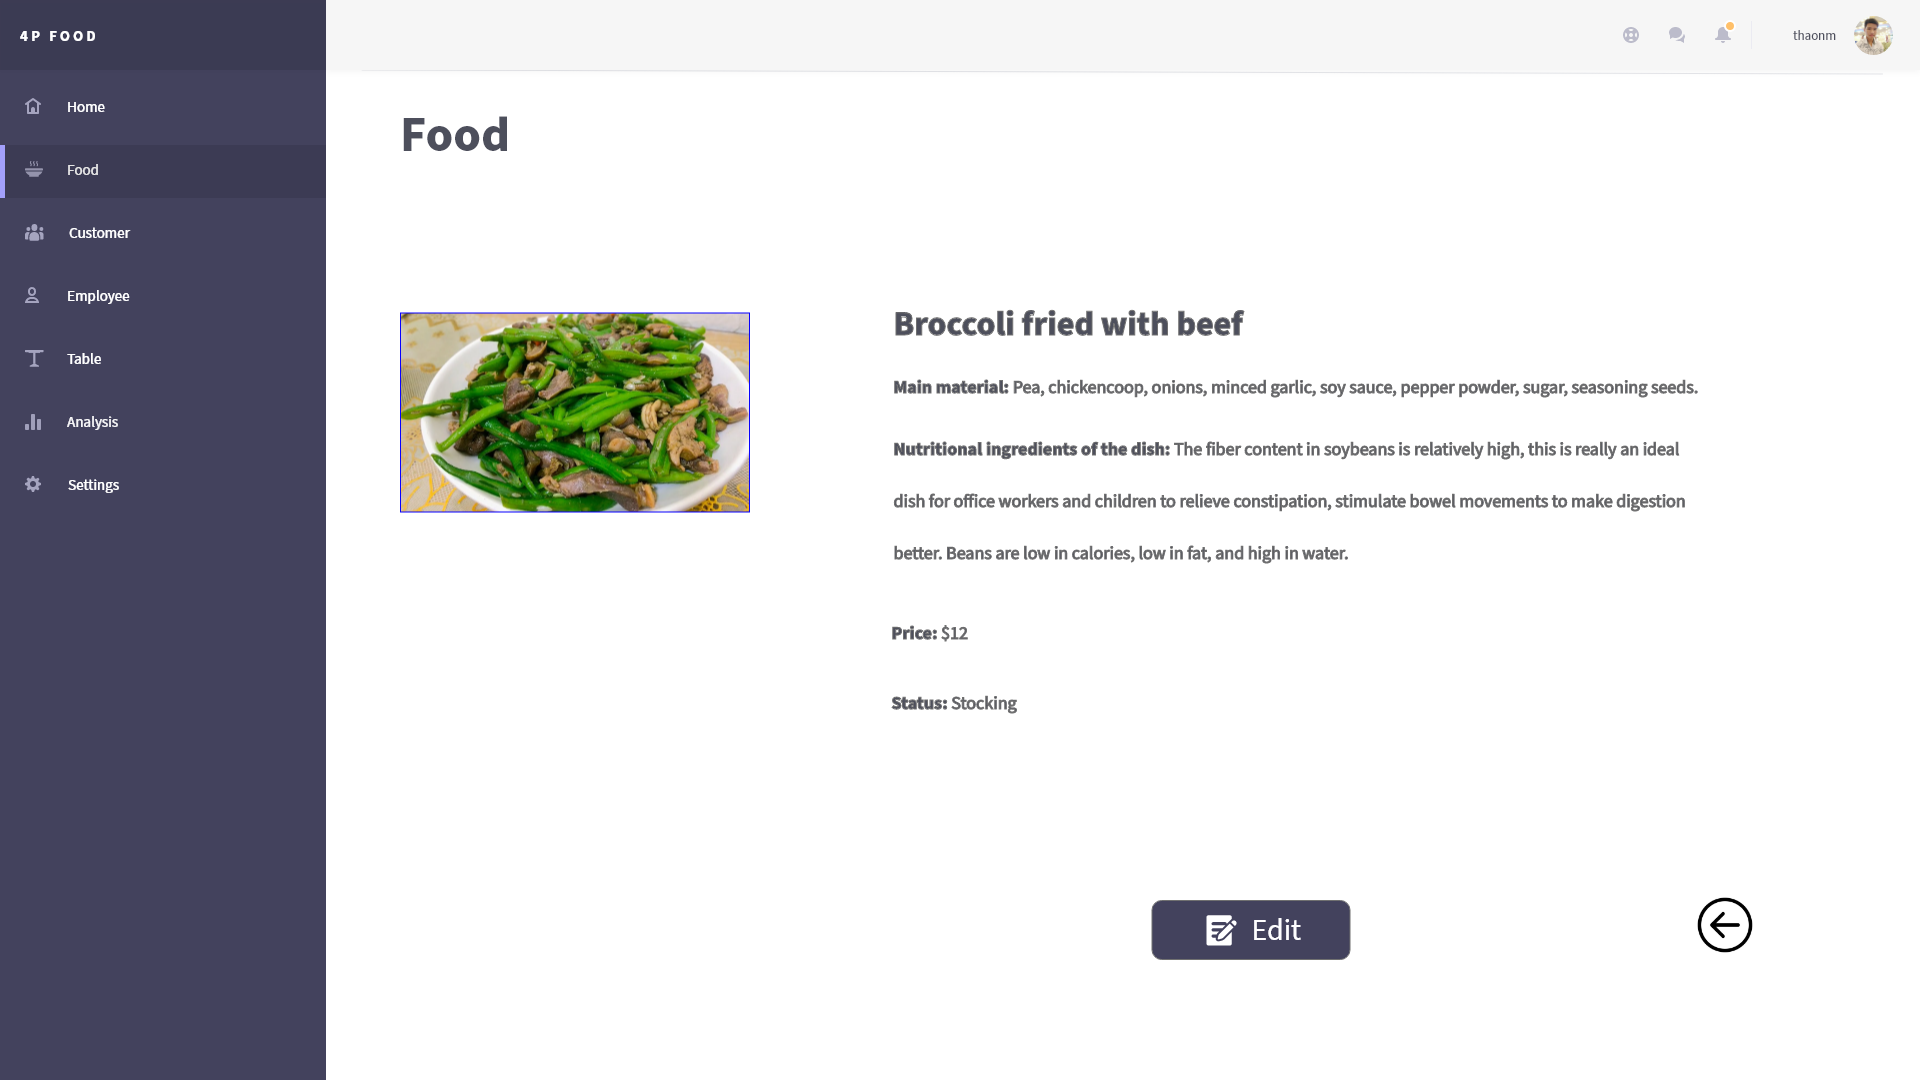 4P FOOD
thaonm
Home
Food
Customer
Employee
Table
Analysis
Settings
Food
Broccoli fried with beef
Main material: Pea, chickencoop, onions, minced garlic, soy sauce, pepper powder, sugar, seasoning seeds.
Nutritional ingredients of the dish: The fiber content in soybeans is relatively high, this is really an ideal
dish for office workers and children to relieve constipation, stimulate bowel movements to make digestion
better. Beans are low in calories, low in fat, and high in water.
Price: $12
Status: Stocking
Edit